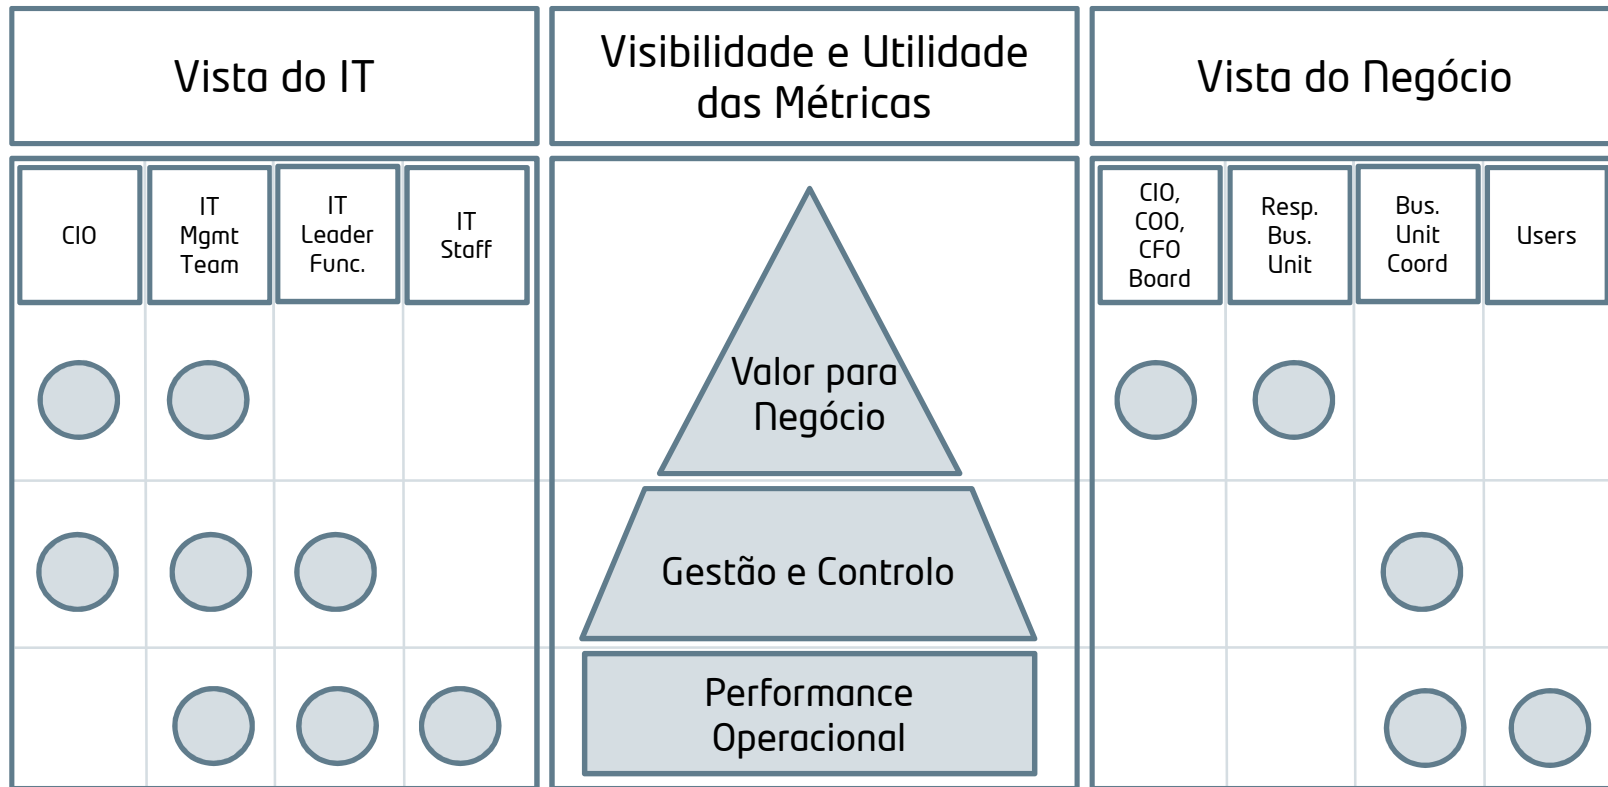 Vista do IT
Visibilidade e Utilidade
das Métricas
Vista do Negócio
CIO
IT
Mgmt
Team
IT
Leader
Func.
IT
Staff
CIO,
COO,
CFO
Board
Resp.
Bus.
Unit
Bus.
Unit
Coord
Users
Valor para
Negócio
Gestão e Controlo
Performance
Operacional